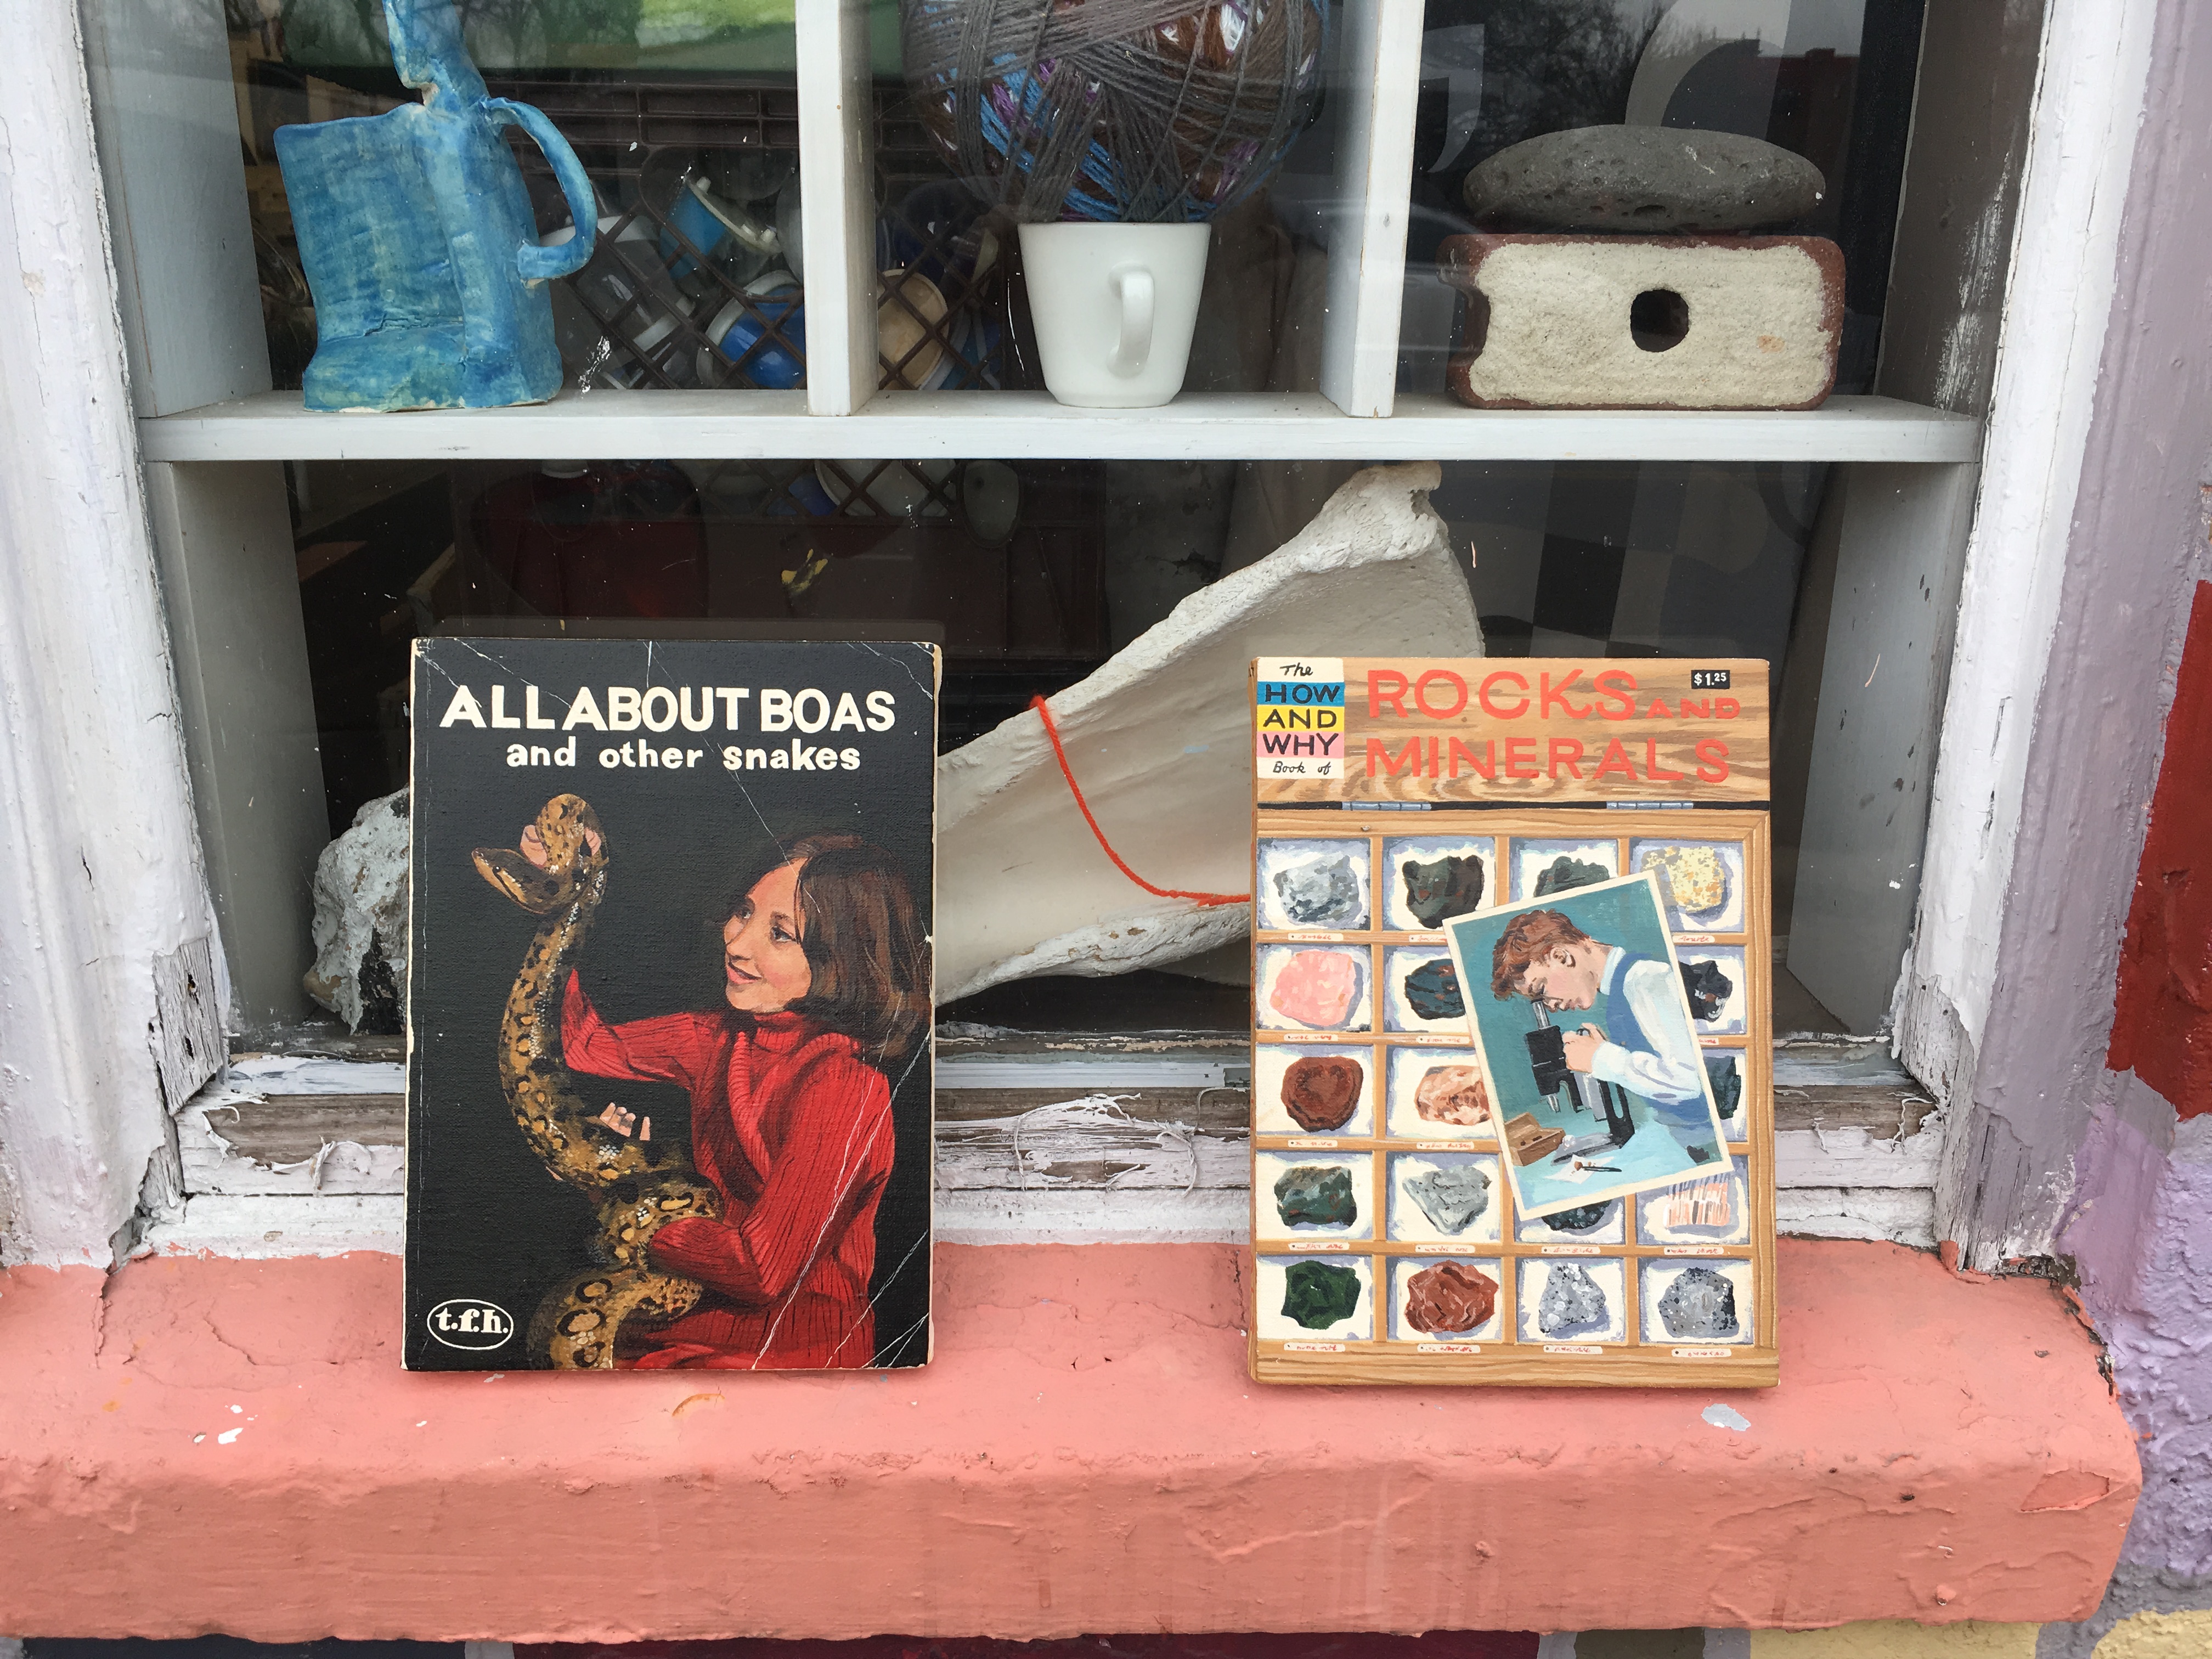 ALL ABOUT BOAS
and other snakes
t.f.h.
The
HOW
AND
WHY
Book of
ROCKS AND
MINERALS
$1.25